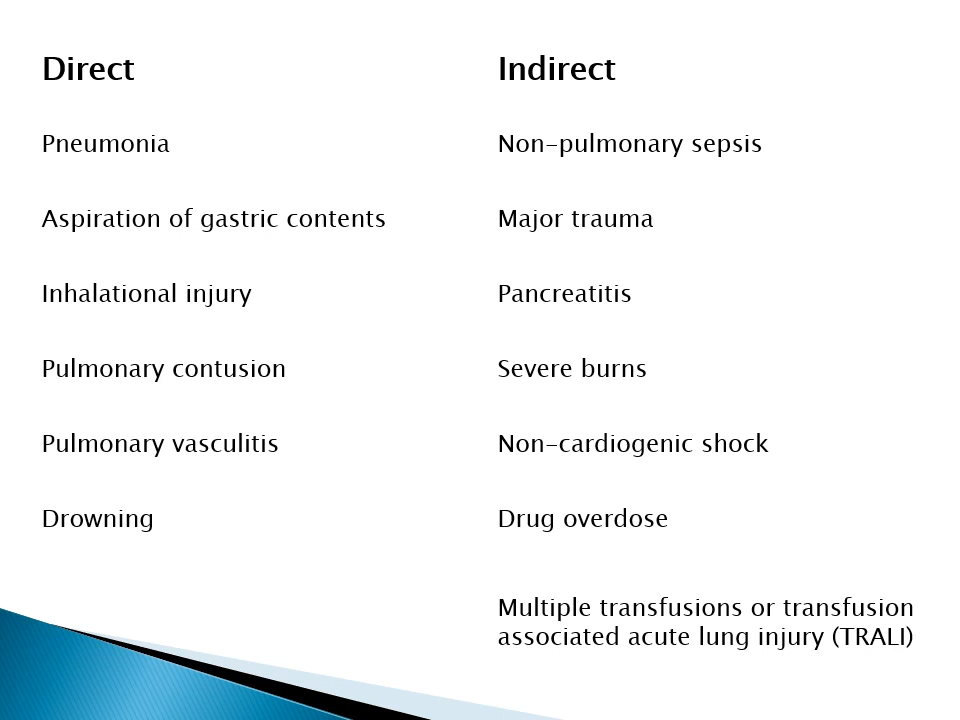 Direct
Indirect
Pneumonia
Non-pulmonary sepsis
Aspiration of gastric contents
Major trauma
Inhalational injury
Pancreatitis
Pulmonary contusion
Severe burns
Pulmonary vasculitis
Non-cardiogenic shock
Drowning
Drug overdose
Multiple transfusions or transfusion
associated acute lung injury (TRALI)